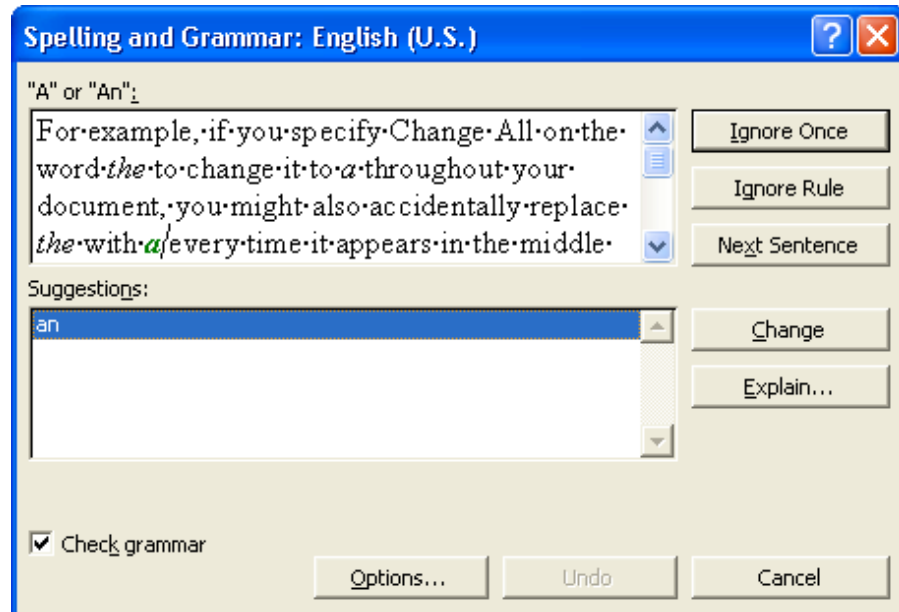 Spelling and Grammar: English (U.S.)
"A" or "An":
For example, if you specify Change All on the
word the to change it to a throughout your
document, you might also accidentally replace
the with a every time it appears in the middle
Ignore Once
Ignore Rule
Next Sentence
Suggestions:
an
Change
Explain...
Check grammar
Options...
Undo
Cancel